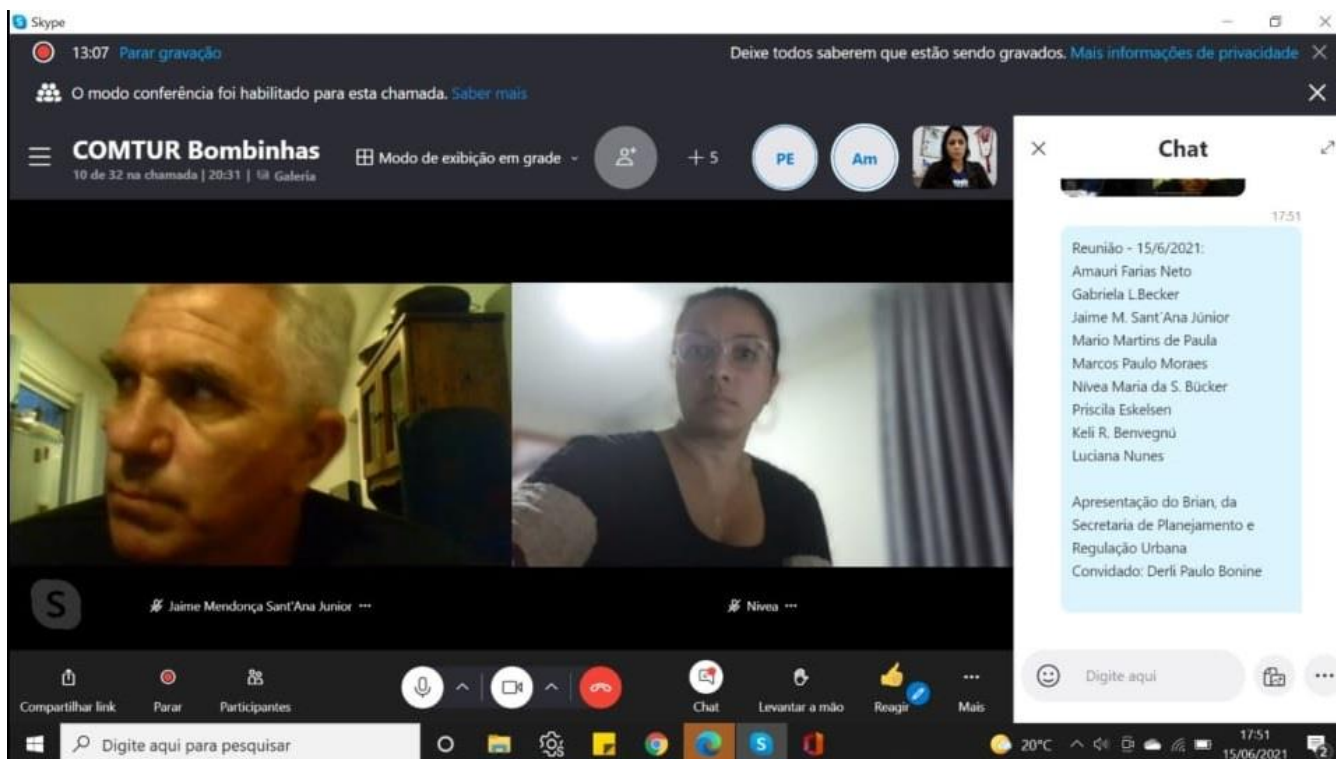 Skype
13:07 Parar gravação
Deixe todos saberem que estão sendo gravados. Mais informações de privacidade
O modo conferência foi habilitado para esta chamada. Saber mais
COMTUR Bombinhas
10 de 32 na chamada | 20:31 | Galeria
Modo de exibição em grade
+ 5
PE
Am
Chat
17:51
Reunião - 15/6/2021:
Amauri Farias Neto
Gabriela L.Becker
Jaime M. Sant´Ana Júnior
Mario Martins de Paula
Marcos Paulo Moraes
Nívea Maria da S. Bücker
Priscila Eskelsen
Keli R. Benvegnú
Luciana Nunes
Apresentação do Brian, da
Secretaria de Planejamento e
Regulação Urbana
Convidado: Derli Paulo Bonine
S
Jaime Mendonça Sant'Ana Junior
Nivea
Compartilhar link
Parar
Participantes
Chat
Levantar a mão
Reagir
Mais
Digite aqui
Digite aqui para pesquisar
20°C
17:51
15/06/2021
2